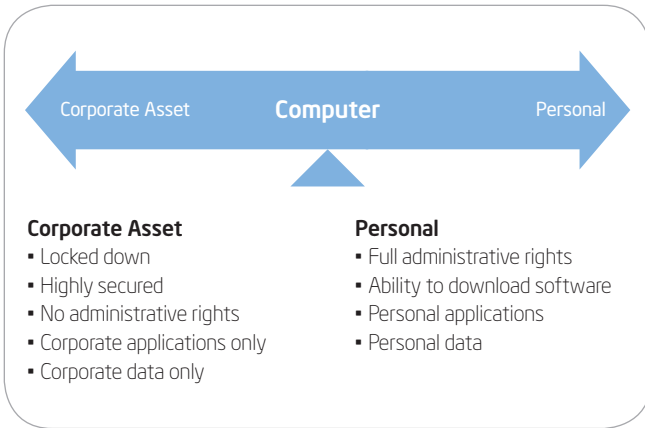 Corporate Asset Computer Personal
Corporate Asset
▪ Locked down
▪ Highly secured
▪ No administrative rights
▪ Corporate applications only
▪ Corporate data only
Personal
▪ Full administrative rights
▪ Ability to download software
▪ Personal applications
▪ Personal data